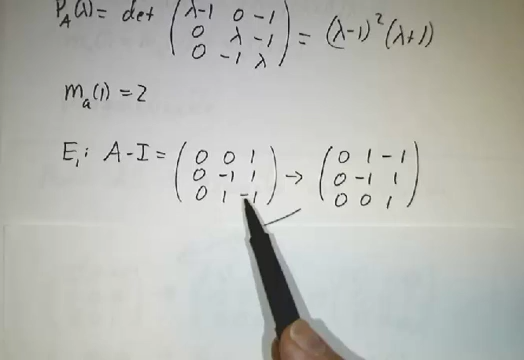 P_A(λ) = det ( λ-1 0 -1 ; 0 λ -1 ; 0 -1 λ ) = (λ-1)² (λ+1)
m_a(1) = 2
E_1: A - I = ( 0 0 1 ; 0 -1 1 ; 0 1 -1 ) → ( 0 1 -1 ; 0 -1 1 ; 0 0 1 )